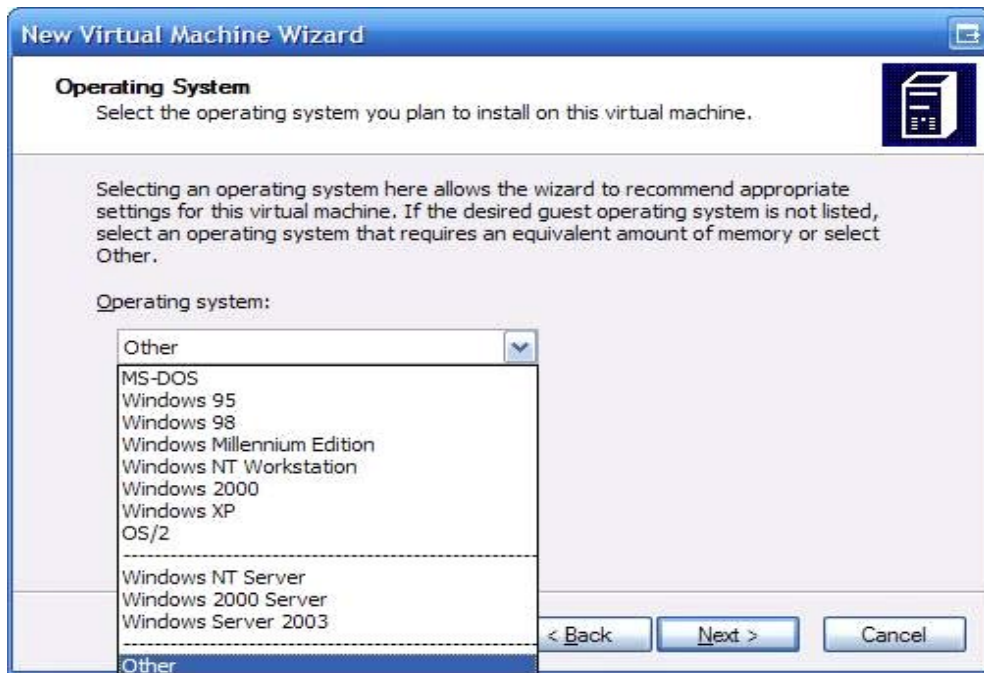 New Virtual Machine Wizard
Operating System
Select the operating system you plan to install on this virtual machine.
Selecting an operating system here allows the wizard to recommend appropriate
settings for this virtual machine. If the desired guest operating system is not listed,
select an operating system that requires an equivalent amount of memory or select
Other.
Operating system:
Other
MS-DOS
Windows 95
Windows 98
Windows Millennium Edition
Windows NT Workstation
Windows 2000
Windows XP
OS/2
Windows NT Server
Windows 2000 Server
Windows Server 2003
Other
< Back Next > Cancel